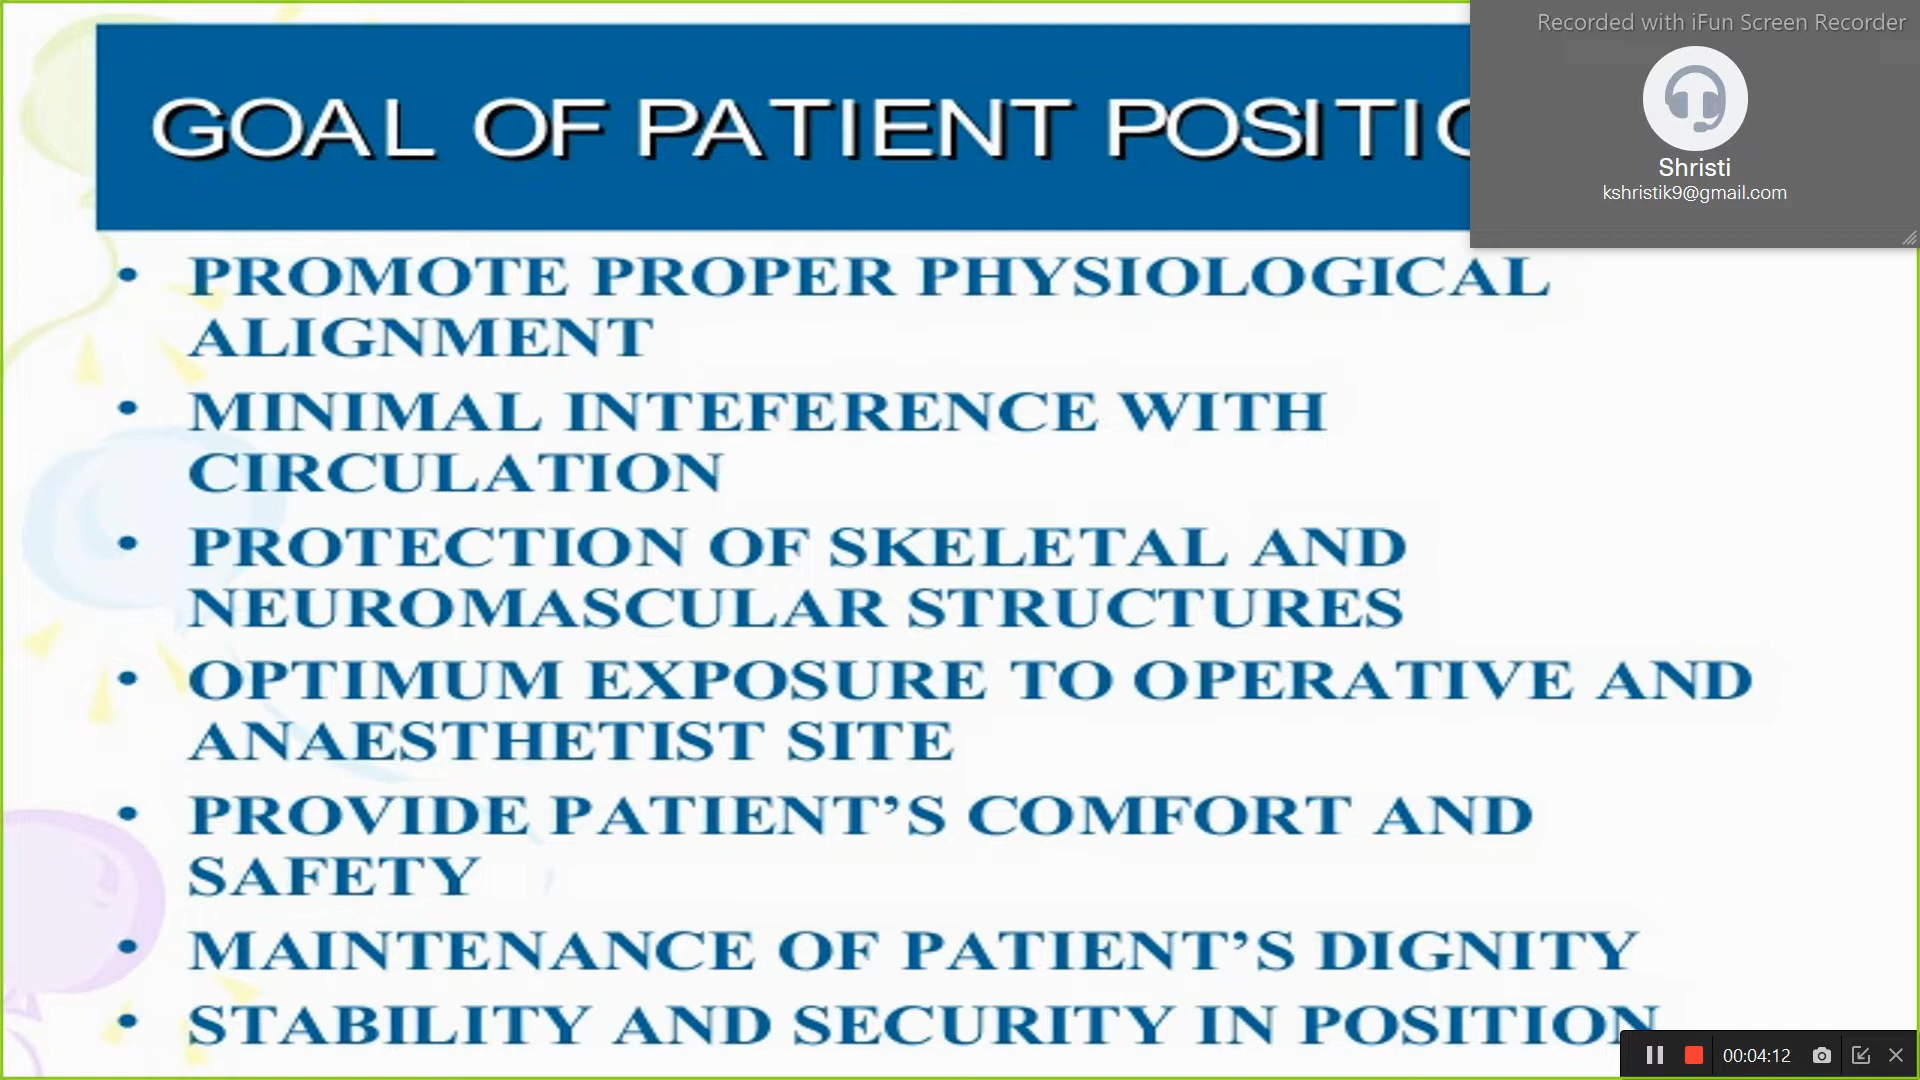 Recorded with iFun Screen Recorder
GOAL OF PATIENT
Shristi
kshristik9@gmail.com
• PROMOTE PROPER PHYSIOLOGICAL
ALIGNMENT
• MINIMAL INTEFERENCE WITH
CIRCULATION
• PROTECTION OF SKELETAL AND
NEUROMASCULAR STRUCTURES
• OPTIMUM EXPOSURE TO OPERATIVE AND
ANAESTHETIST SITE
• PROVIDE PATIENT’S COMFORT AND
SAFETY
• MAINTENANCE OF PATIENT’S DIGNITY
• STABILITY AND SECURITY IN POSITION
00:04:12